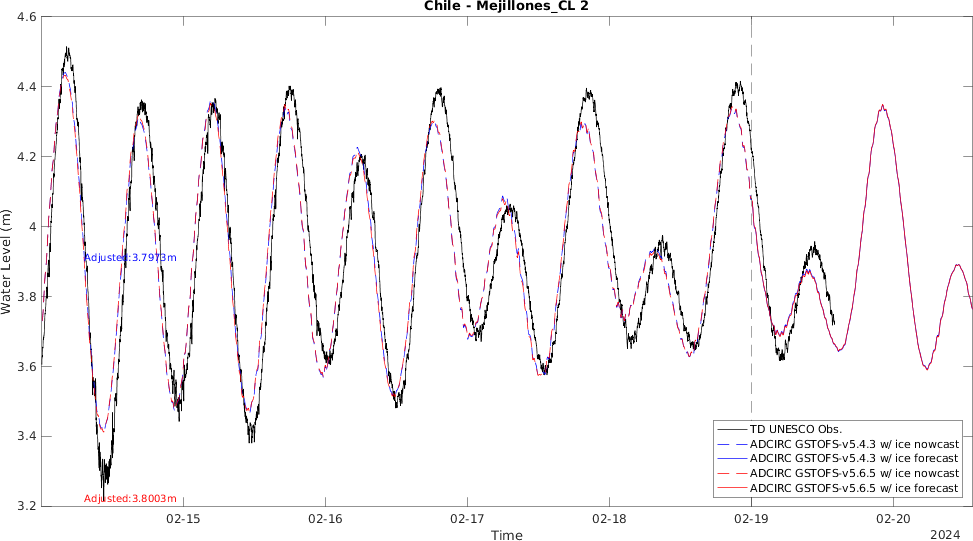 Chile - Mejillones_CL 2
4.6
4.4
4.2
4
3.8
3.6
3.4
3.2
Water Level (m)
Adjusted:3.7973m
Adjusted:3.8003m
TD UNESCO Obs.
ADCIRC GSTOFS-v5.4.3 w/ ice nowcast
ADCIRC GSTOFS-v5.4.3 w/ ice forecast
ADCIRC GSTOFS-v5.6.5 w/ ice nowcast
ADCIRC GSTOFS-v5.6.5 w/ ice forecast
02-15 02-16 02-17 02-18 02-19 02-20
Time
2024